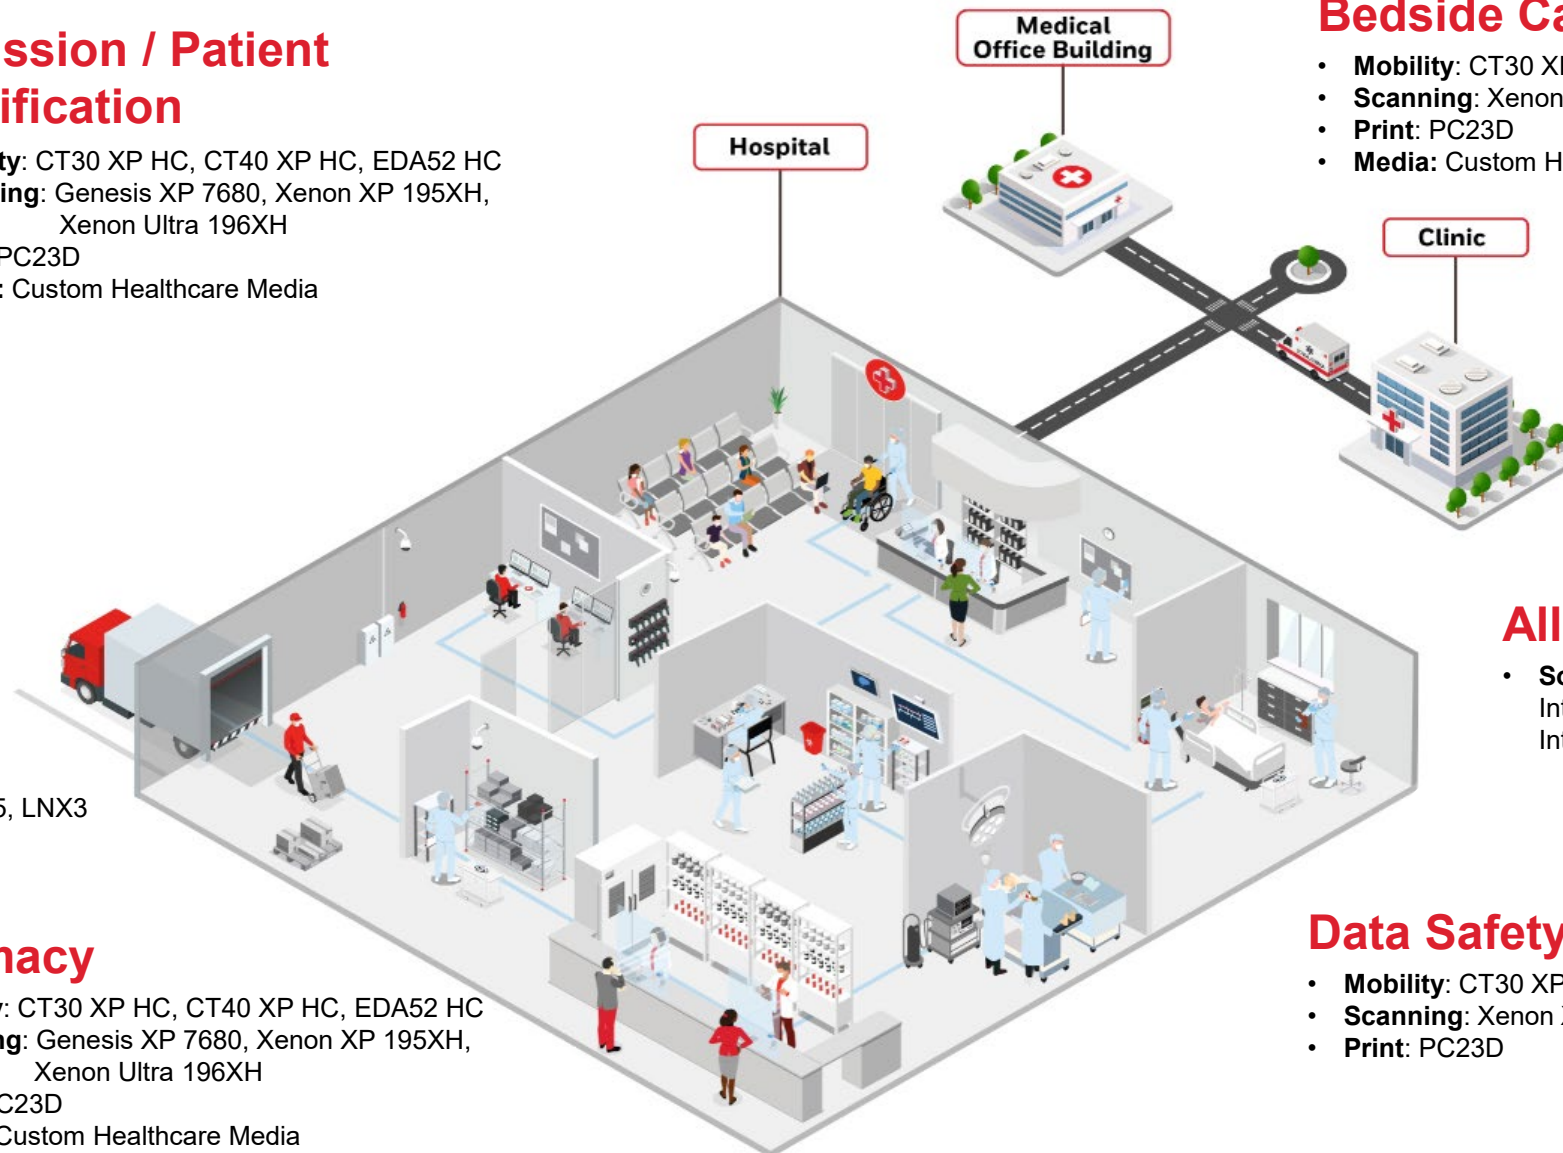 ssion / Patient
ification
ty: CT30 XP HC, CT40 XP HC, EDA52 HC
ing: Genesis XP 7680, Xenon XP 195XH,
Xenon Ultra 196XH
PC23D
: Custom Healthcare Media
Medical
Office Building
Hospital
Bedside Ca
• Mobility: CT30 X
• Scanning: Xenon
• Print: PC23D
• Media: Custom H
Clinic
All
• Sc
Int
Int
5, LNX3
macy
y: CT30 XP HC, CT40 XP HC, EDA52 HC
ng: Genesis XP 7680, Xenon XP 195XH,
Xenon Ultra 196XH
C23D
Custom Healthcare Media
Data Safety
• Mobility: CT30 XP
• Scanning: Xenon
• Print: PC23D